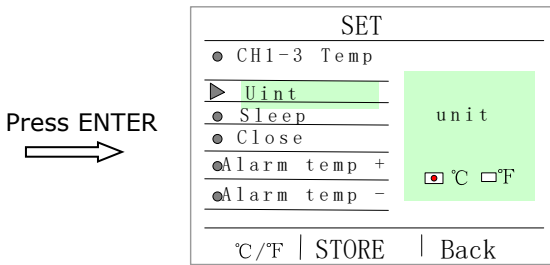 SET
CH1-3 Temp
Uint
Sleep
Close
Alarm temp +
Alarm temp -
unit
℃ ℉
℃/℉ STORE Back
Press ENTER